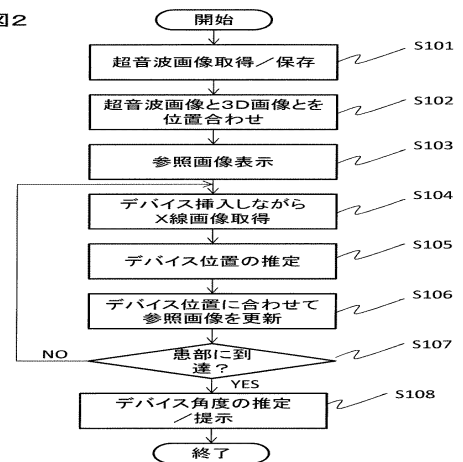 図2
開始
超音波画像取得／保存
S101
超音波画像と3D画像とを
位置合わせ
S102
参照画像表示
S103
デバイス挿入しながら
X線画像取得
S104
デバイス位置の推定
S105
デバイス位置に合わせて
参照画像を更新
S106
患部に到
達？
S107
NO
YES
デバイス角度の推定
／提示
S108
終了